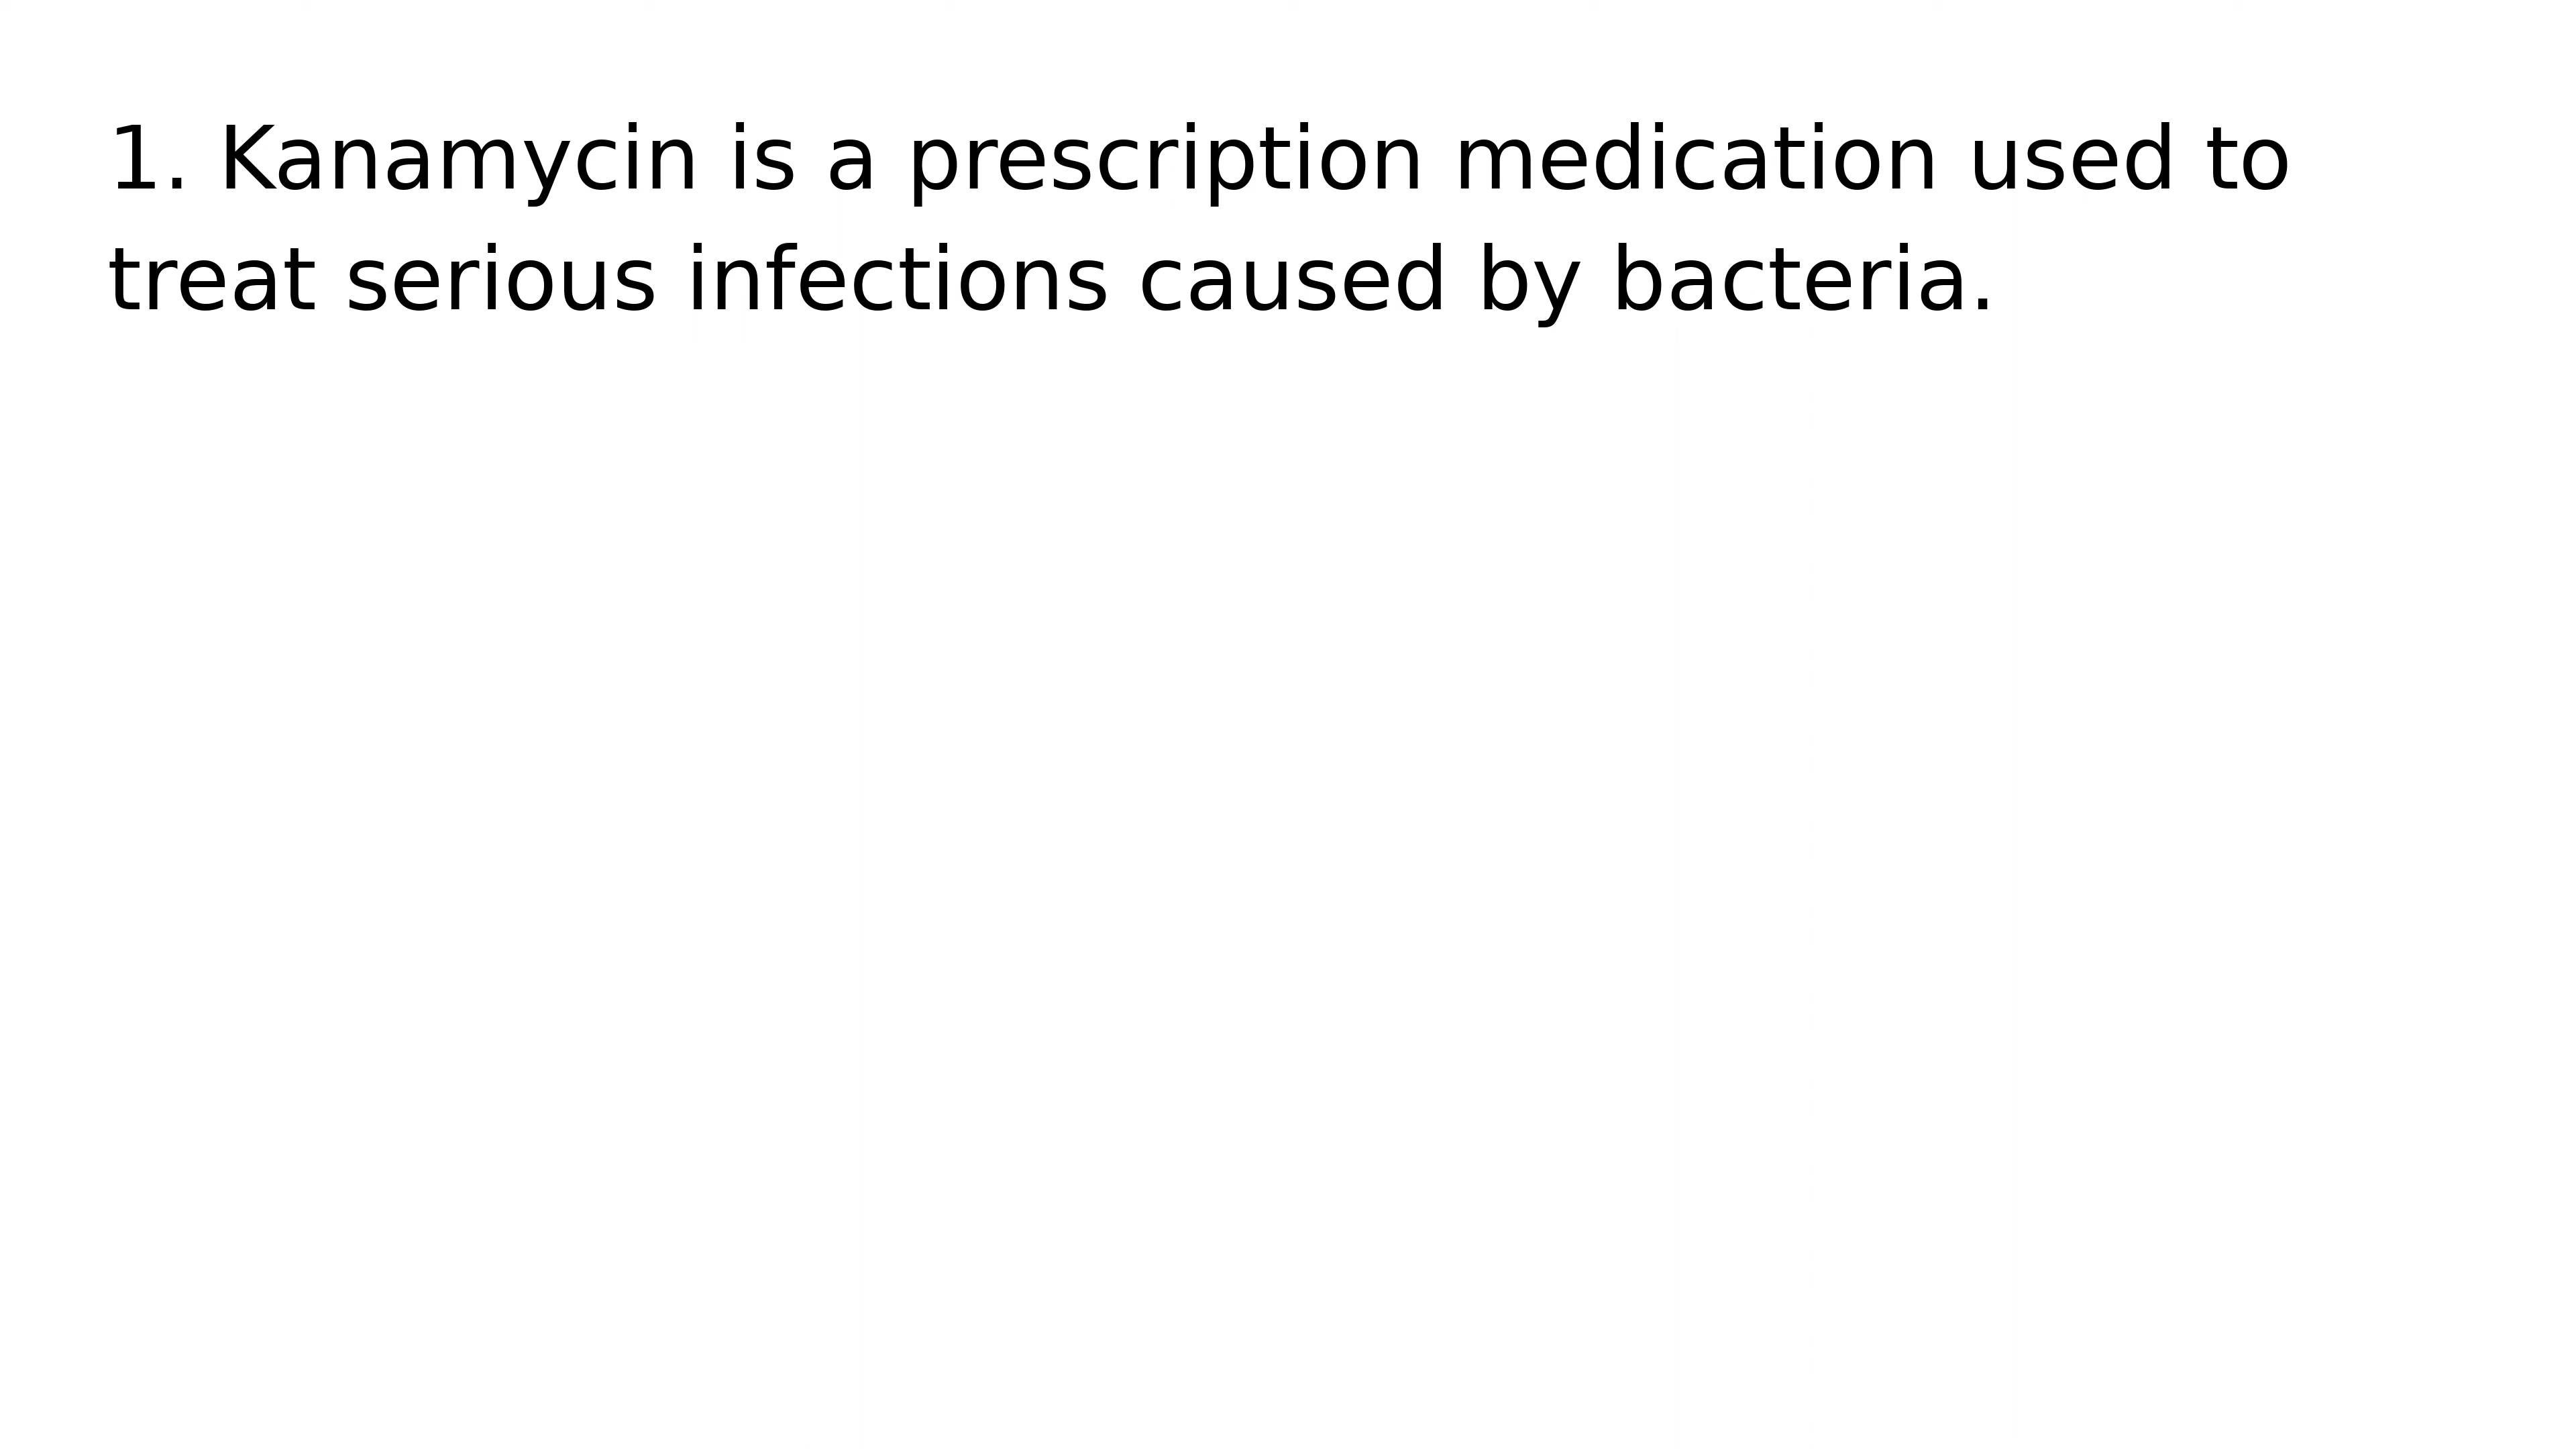 1. Kanamycin is a prescription medication used to
treat serious infections caused by bacteria.